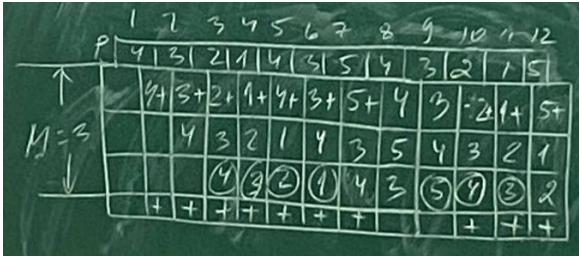 1 2 3 4 5 6 7 8 9 10 11 12
P 4 3 2 1 4 3 5 4 3 2 1 5
4+ 3+ 2+ 1+ 4+ 3+ 5+ 4 3 2+ 1+ 5+
M=3 4 3 2 1 4 3 5 4 3 2 1
4 3 2 1 4 3 5 4 3 2
+ + + + + + + + + +